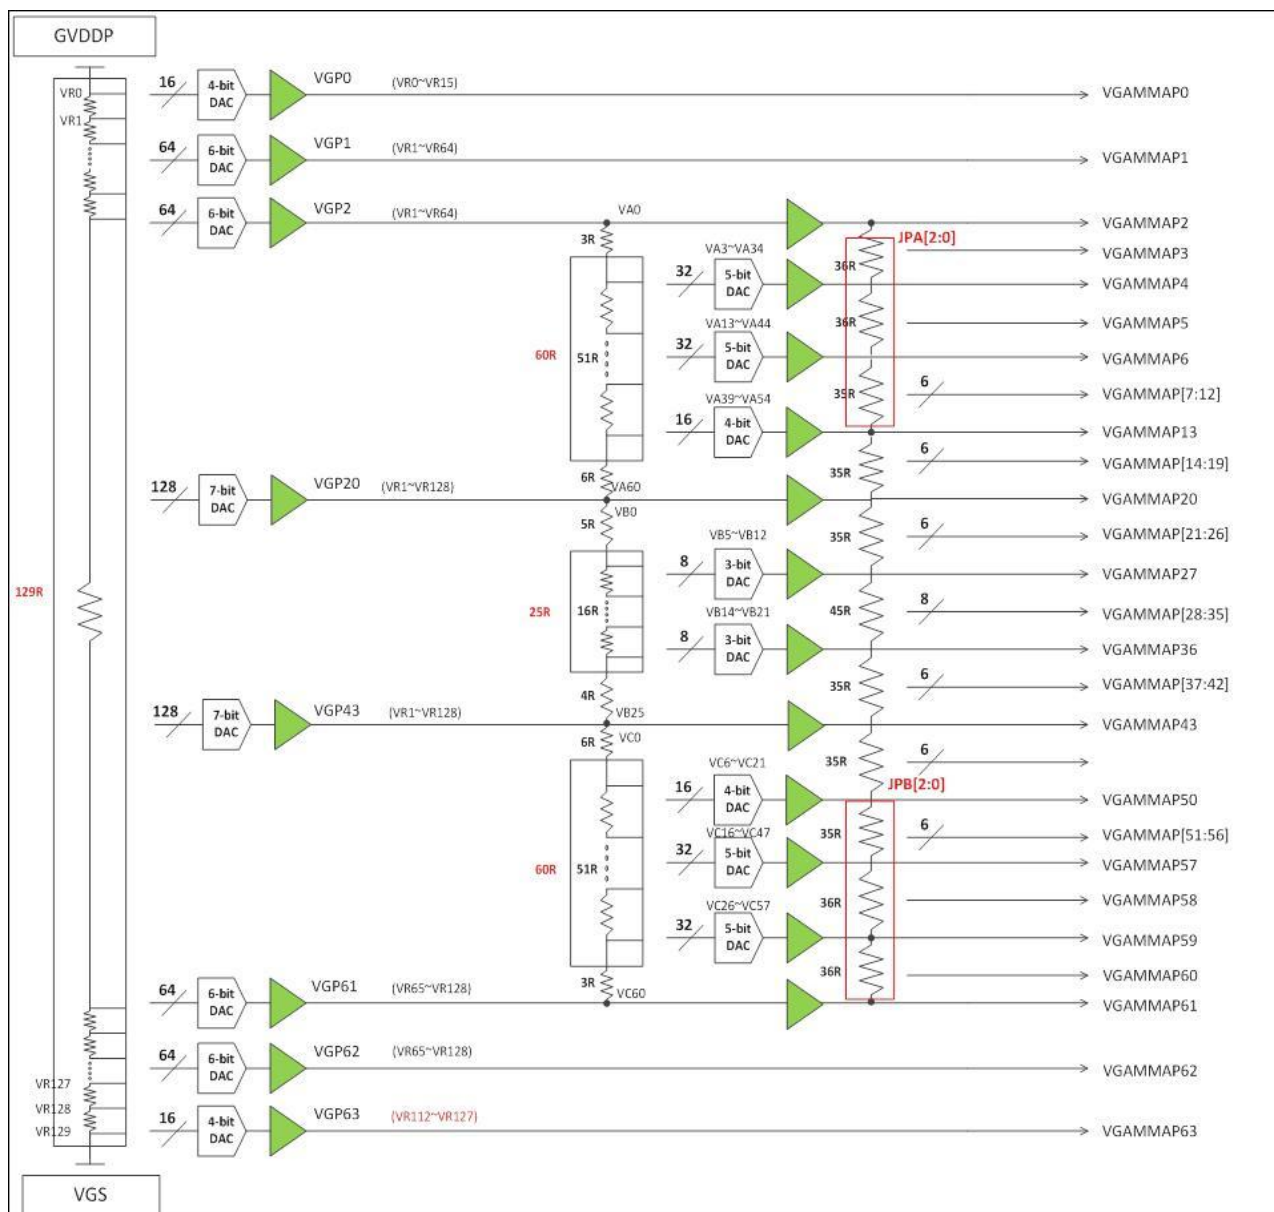 GVDDP
VR0
VR1
16
4-bit
DAC
VGP0
(VR0~VR15)
VGAMMAP0
64
6-bit
DAC
VGP1
(VR1~VR64)
VGAMMAP1
64
6-bit
DAC
VGP2
(VR1~VR64)
VA0
VGAMMAP2
3R
JPA[2:0]
VA3~VA34
36R
VGAMMAP3
32
5-bit
DAC
VGAMMAP4
VA13~VA44
36R
VGAMMAP5
60R
51R
32
5-bit
DAC
VGAMMAP6
VA39~VA54
35R
6
VGAMMAP[7:12]
16
4-bit
DAC
VGAMMAP13
6R
35R
6
VGAMMAP[14:19]
128
7-bit
DAC
VGP20
(VR1~VR128)
VA60
VB0
VGAMMAP20
5R
VB5~VB12
35R
6
VGAMMAP[21:26]
129R
8
3-bit
DAC
VGAMMAP27
25R
16R
VB14~VB21
45R
8
VGAMMAP[28:35]
8
3-bit
DAC
VGAMMAP36
4R
35R
6
VGAMMAP[37:42]
128
7-bit
DAC
VGP43
(VR1~VR128)
VB25
VC0
VGAMMAP43
6R
VC6~VC21
35R
6
JPB[2:0]
16
4-bit
DAC
VGAMMAP50
VC16~VC47
35R
6
VGAMMAP[51:56]
60R
51R
32
5-bit
DAC
VGAMMAP57
VC26~VC57
36R
VGAMMAP58
32
5-bit
DAC
VGAMMAP59
3R
36R
VGAMMAP60
64
6-bit
DAC
VGP61
(VR65~VR128)
VC60
VGAMMAP61
64
6-bit
DAC
VGP62
(VR65~VR128)
VGAMMAP62
VR127
VR128
VR129
16
4-bit
DAC
VGP63
(VR112~VR127)
VGAMMAP63
VGS